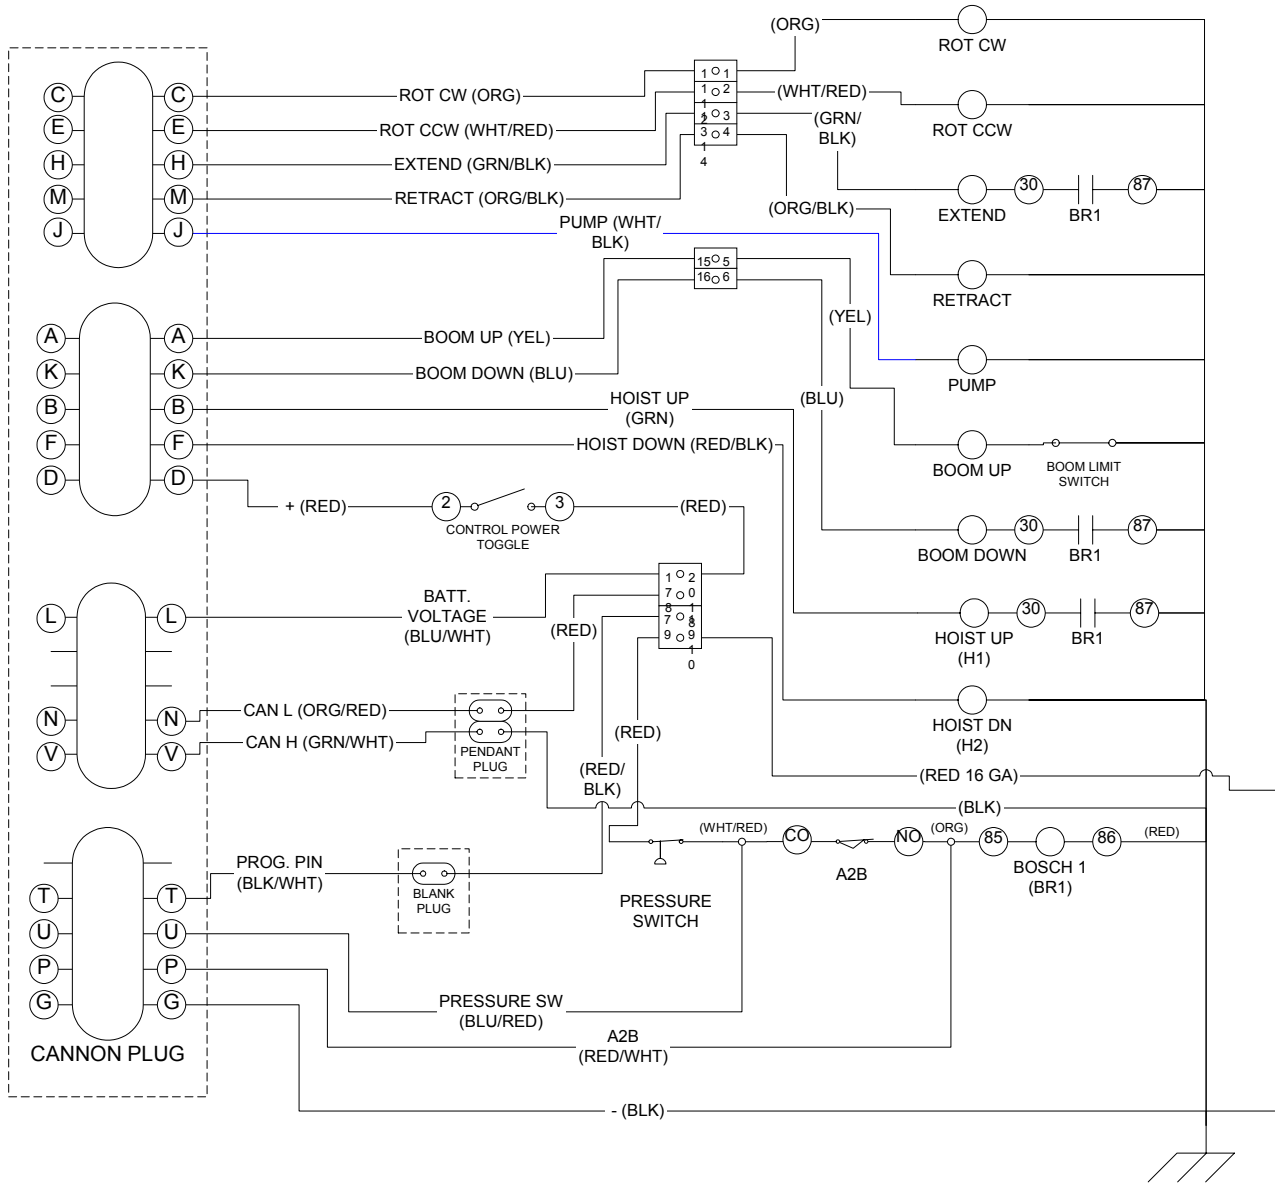 (ORG)
ROT CW
C C ROT CW (ORG) 1 1
1 2 (WHT/RED)
E E ROT CCW (WHT/RED) 1 3 (GRN/
BLK)
ROT CCW
H H EXTEND (GRN/BLK) 1 2 3 4
1
4
30 87
EXTEND BR1
M M RETRACT (ORG/BLK)
(ORG/BLK)
J J PUMP (WHT/
BLK)
15 5
16 6
RETRACT
(YEL)
A A BOOM UP (YEL)
K K BOOM DOWN (BLU)
PUMP
(BLU)
B B HOIST UP
(GRN)
F F HOIST DOWN (RED/BLK)
BOOM UP
BOOM LIMIT
SWITCH
D D + (RED) 2 3 (RED)
CONTROL POWER
TOGGLE
30 87
BOOM DOWN BR1
1 2
7 0
8 1
7 8
9 9
1
0
L L BATT.
VOLTAGE
(BLU/WHT)
(RED)
30 87
HOIST UP
(H1)
BR1
N N CAN L (ORG/RED)
V V CAN H (GRN/WHT)
PENDANT
PLUG
(RED)
HOIST DN
(H2)
(RED/
BLK)
(RED 16 GA)
(BLK)
(WHT/RED) CO NO (ORG) 85 86 (RED)
PRESSURE
SWITCH
A2B
BOSCH 1
(BR1)
PROG. PIN
(BLK/WHT)
BLANK
PLUG
T T
U U
P P
G G
PRESSURE SW
(BLU/RED)
A2B
(RED/WHT)
CANNON PLUG
- (BLK)